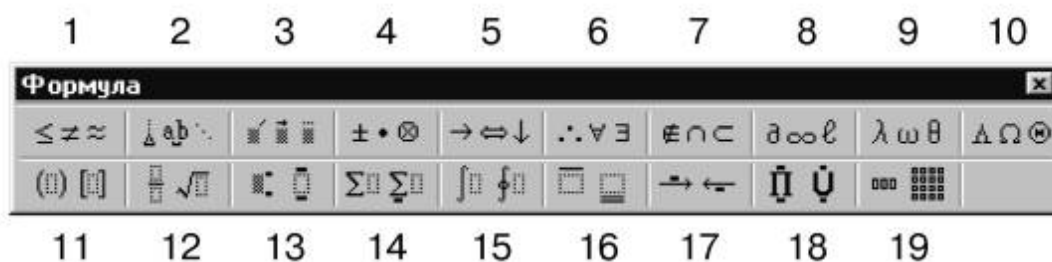 1 2 3 4 5 6 7 8 9 10
Формула
≤ ≠ ≈ a͟b ⋱ ± • ⊗ → ⇔ ↓ ∴ ∀ ∃ ∉ ∩ ⊂ ∂ ∞ ℓ λ ω θ Λ Ω Θ
(▯) [▯] √▯ Σ▯ Σ▯ ∫▯ ∮▯ → ← Π U
11 12 13 14 15 16 17 18 19